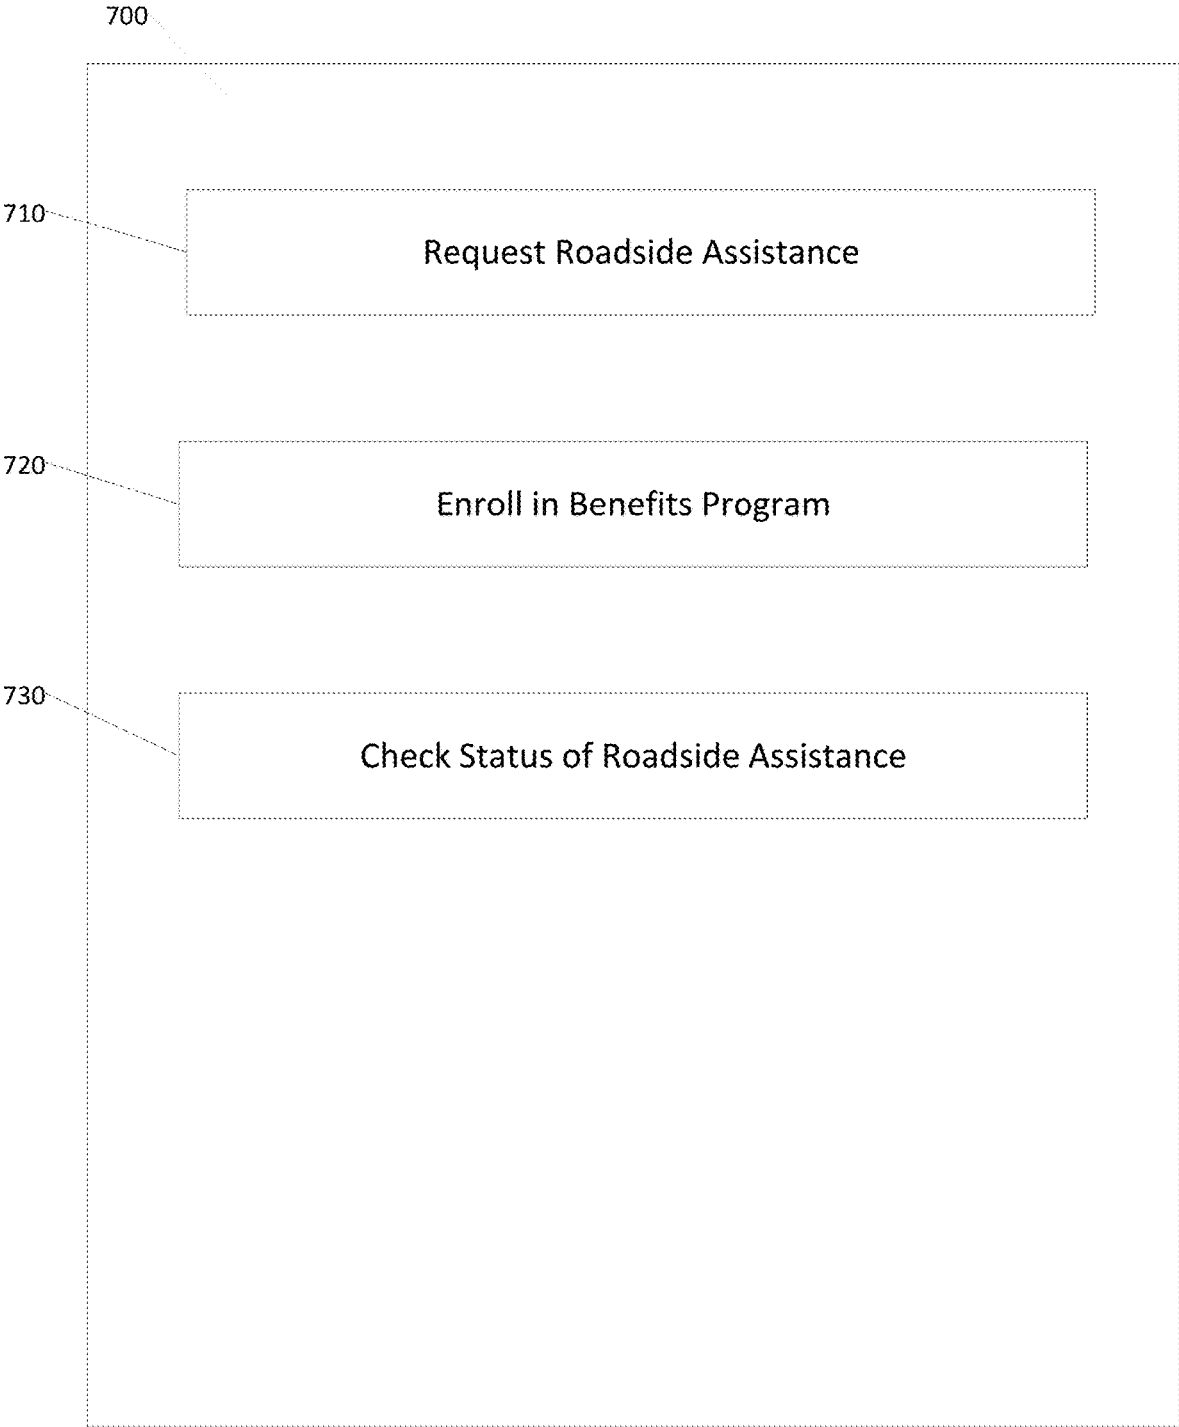 700
710
Request Roadside Assistance
720
Enroll in Benefits Program
730
Check Status of Roadside Assistance